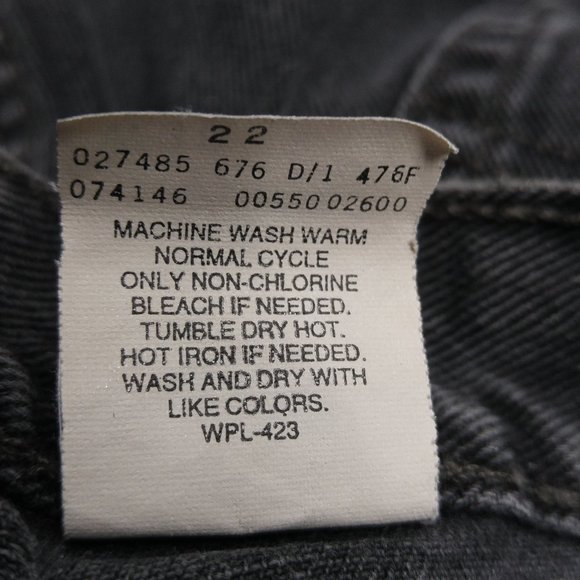 22
027485 676 D/1 476F
074146 00550 02600
MACHINE WASH WARM
NORMAL CYCLE
ONLY NON-CHLORINE
BLEACH IF NEEDED.
TUMBLE DRY HOT.
HOT IRON IF NEEDED.
WASH AND DRY WITH
LIKE COLORS.
WPL-423